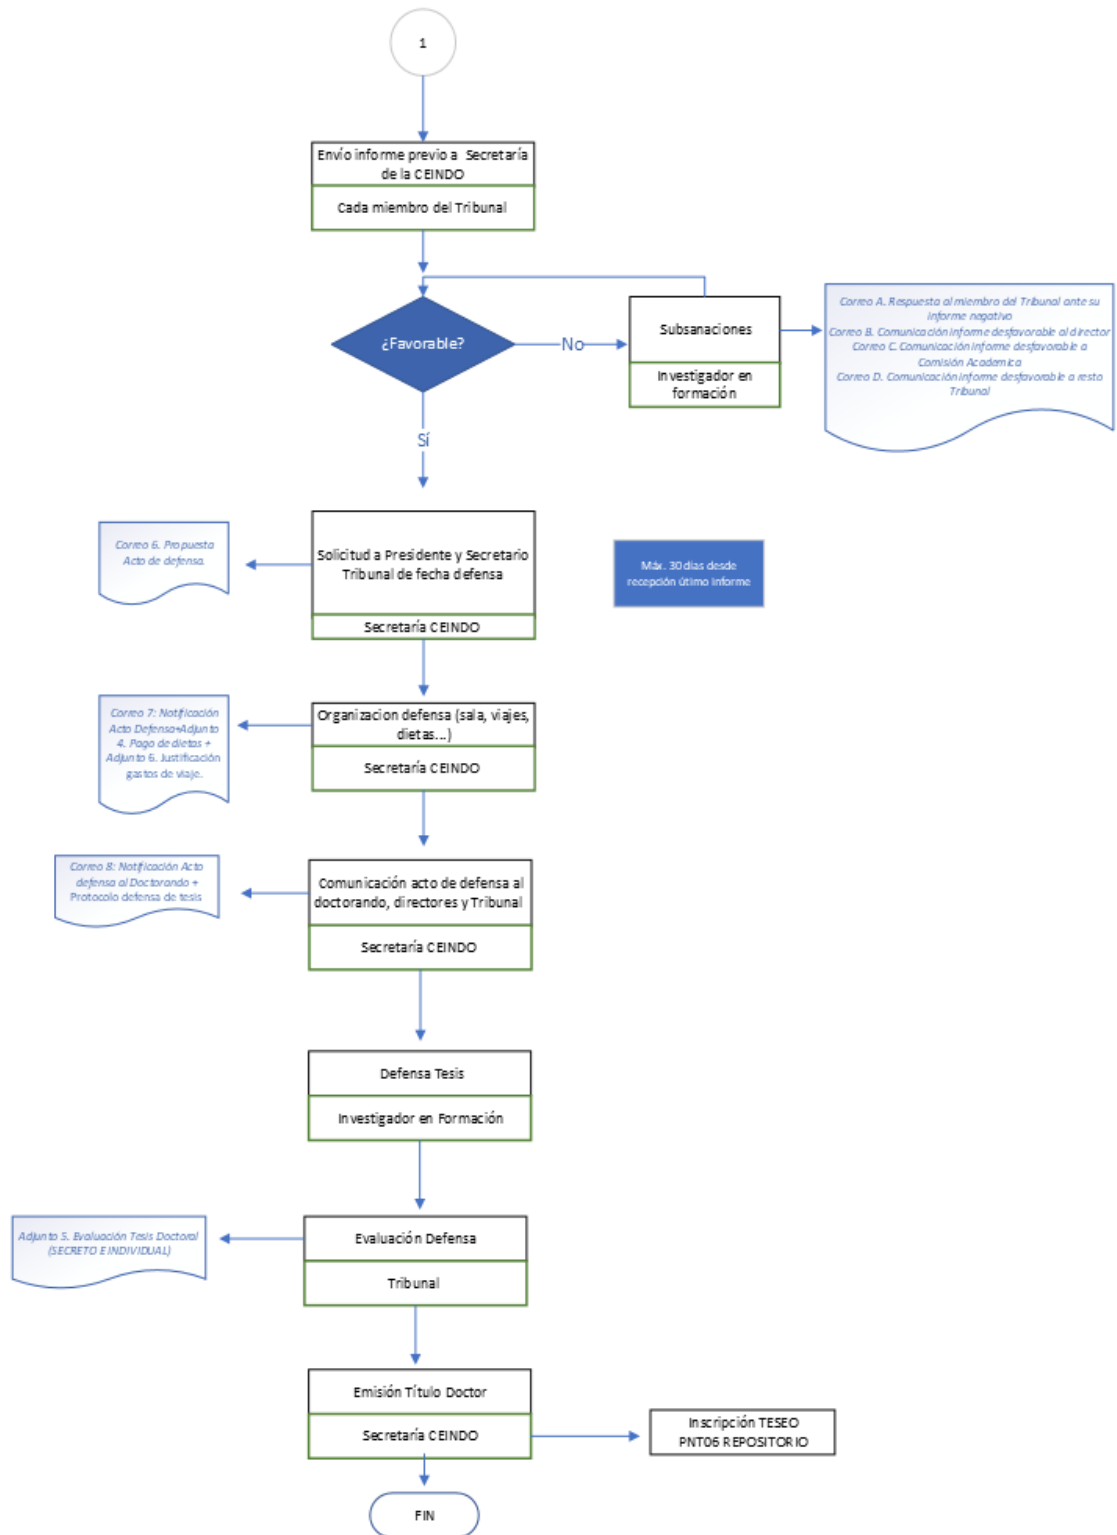 1
Envío informe previo a Secretaría
de la CEINDO
Cada miembro del Tribunal
¿Favorable?
No
Subsanaciones
Investigador en
formación
Correo A. Respuesta al miembro del Tribunal ante su
informe negativo
Correo B. Comunicación informe desfavorable al director
Correo C. Comunicación informe desfavorable a
Comisión Academica
Correo D. Comunicación informe desfavorable a resto
Tribunal
Sí
Correo 6. Propuesta
Acto de defensa.
Solicitud a Presidente y Secretario
Tribunal de fecha defensa
Secretaría CEINDO
Máx. 30 días desde
recepción útimo informe
Correo 7: Notificación
Acto Defensa+Adjunto
4. Pago de dietas +
Adjunto 6. Justificación
gastos de viaje.
Organizacion defensa (sala, viajes,
dietas...)
Secretaría CEINDO
Correo 8: Notificación Acto
defensa al Doctorando +
Protocolo defensa de tesis
Comunicación acto de defensa al
doctorando, directores y Tribunal
Secretaría CEINDO
Defensa Tesis
Investigador en Formación
Adjunto 5. Evaluación Tesis Doctoral
(SECRETO E INDIVIDUAL)
Evaluación Defensa
Tribunal
Emisión Título Doctor
Secretaría CEINDO
Inscripción TESEO
PNT06 REPOSITORIO
FIN